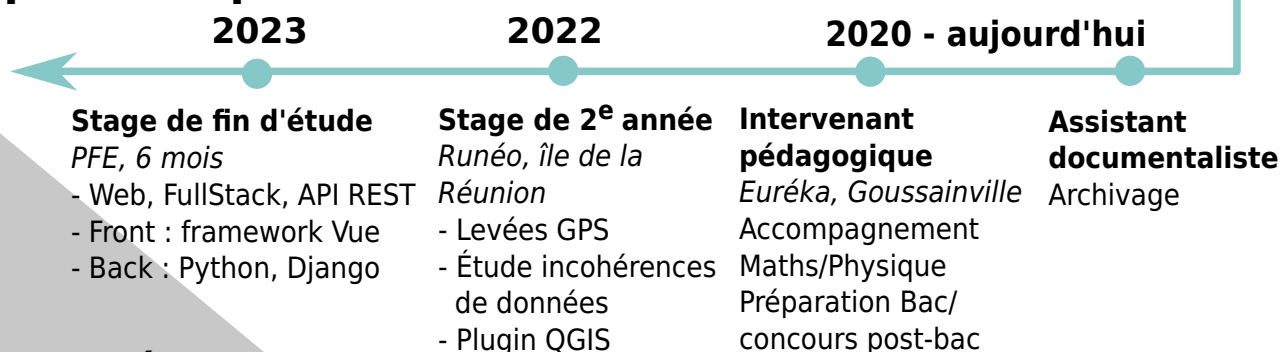 2023
Stage de fin d'étude
PFE, 6 mois
- Web, FullStack, API REST
- Front : framework Vue
- Back : Python, Django
2022
Stage de 2e année
Runéo, île de la
Réunion
- Levées GPS
- Étude incohérences
de données
- Plugin QGIS
2020 - aujourd'hui
Intervenant
pédagogique
Euréka, Goussainville
Accompagnement
Maths/Physique
Préparation Bac/
concours post-bac
Assistant
documentaliste
Archivage